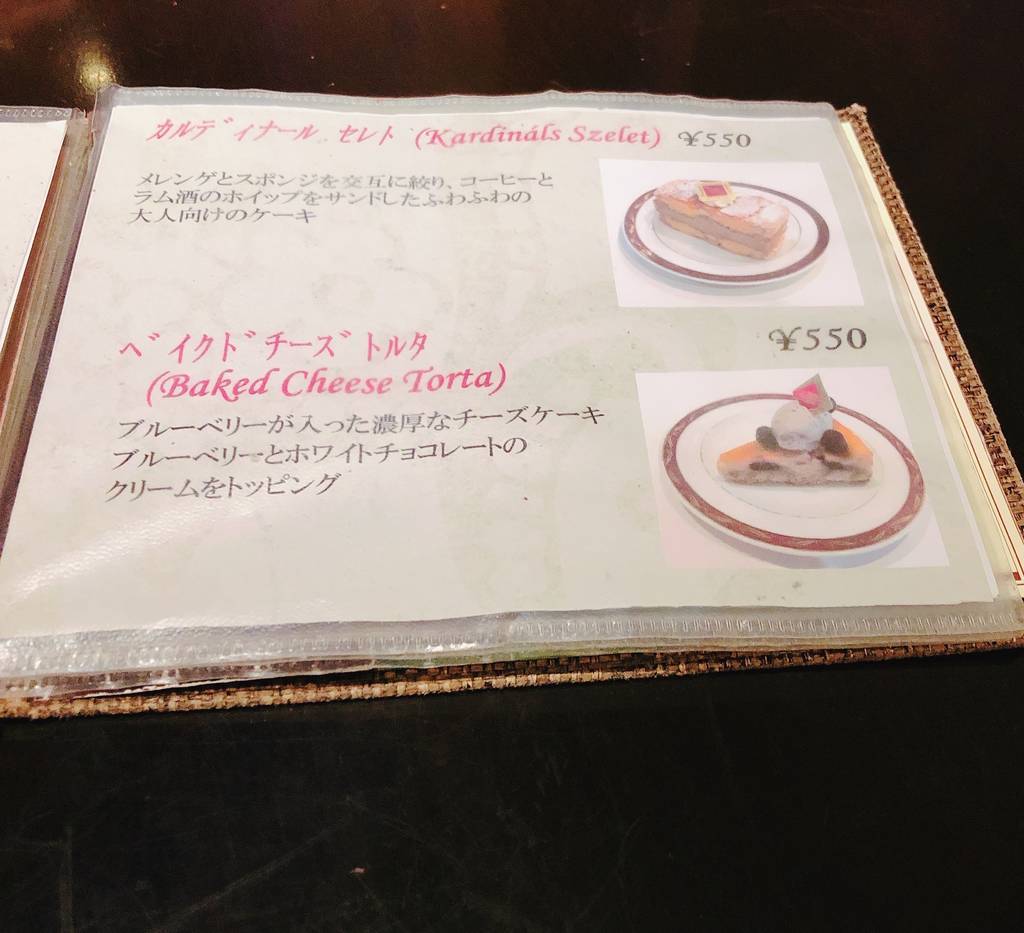 カルディナール セレト (Kardináls Szelet) ¥550
メレンゲとスポンジを交互に絞り、コーヒーと
ラム酒のホイップをサンドしたふわふわの
大人向けのケーキ
ベイクドチーズトルタ ¥550
(Baked Cheese Torta)
ブルーベリーが入った濃厚なチーズケーキ
ブルーベリーとホワイトチョコレートの
クリームをトッピング